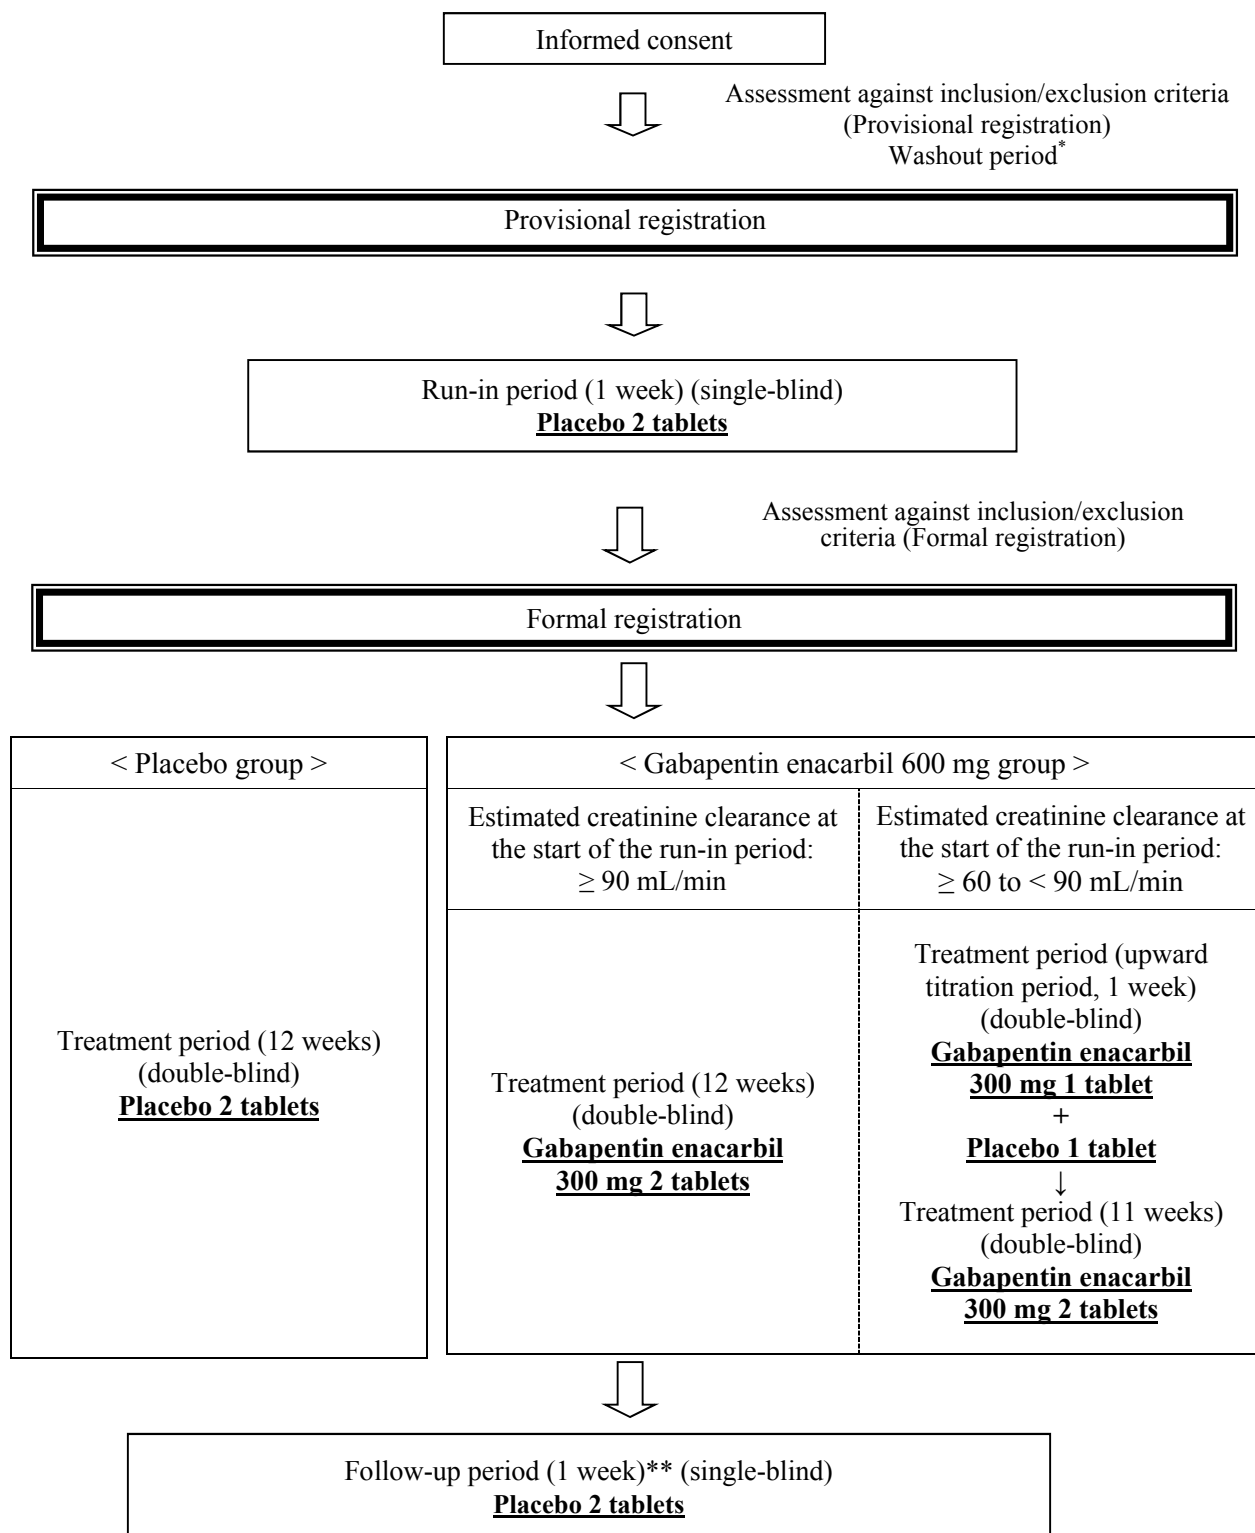 Informed consent
Assessment against inclusion/exclusion criteria
(Provisional registration)
Washout period*
Provisional registration
Run-in period (1 week) (single-blind)
Placebo 2 tablets
Assessment against inclusion/exclusion
criteria (Formal registration)
Formal registration
< Placebo group >
Treatment period (12 weeks)
(double-blind)
Placebo 2 tablets
< Gabapentin enacarbil 600 mg group >
Estimated creatinine clearance at
the start of the run-in period:
≥ 90 mL/min
Treatment period (12 weeks)
(double-blind)
Gabapentin enacarbil
300 mg 2 tablets
Estimated creatinine clearance at
the start of the run-in period:
≥ 60 to < 90 mL/min
Treatment period (upward
titration period, 1 week)
(double-blind)
Gabapentin enacarbil
300 mg 1 tablet
+
Placebo 1 tablet
↓
Treatment period (11 weeks)
(double-blind)
Gabapentin enacarbil
300 mg 2 tablets
Follow-up period (1 week)** (single-blind)
Placebo 2 tablets